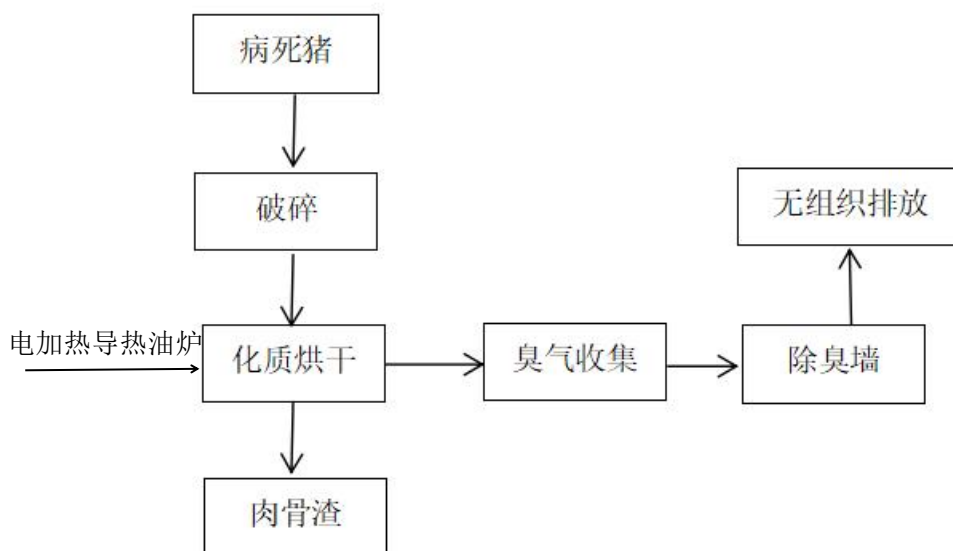 病死猪
破碎
无组织排放
电加热导热油炉
化质烘干
臭气收集
除臭墙
肉骨渣